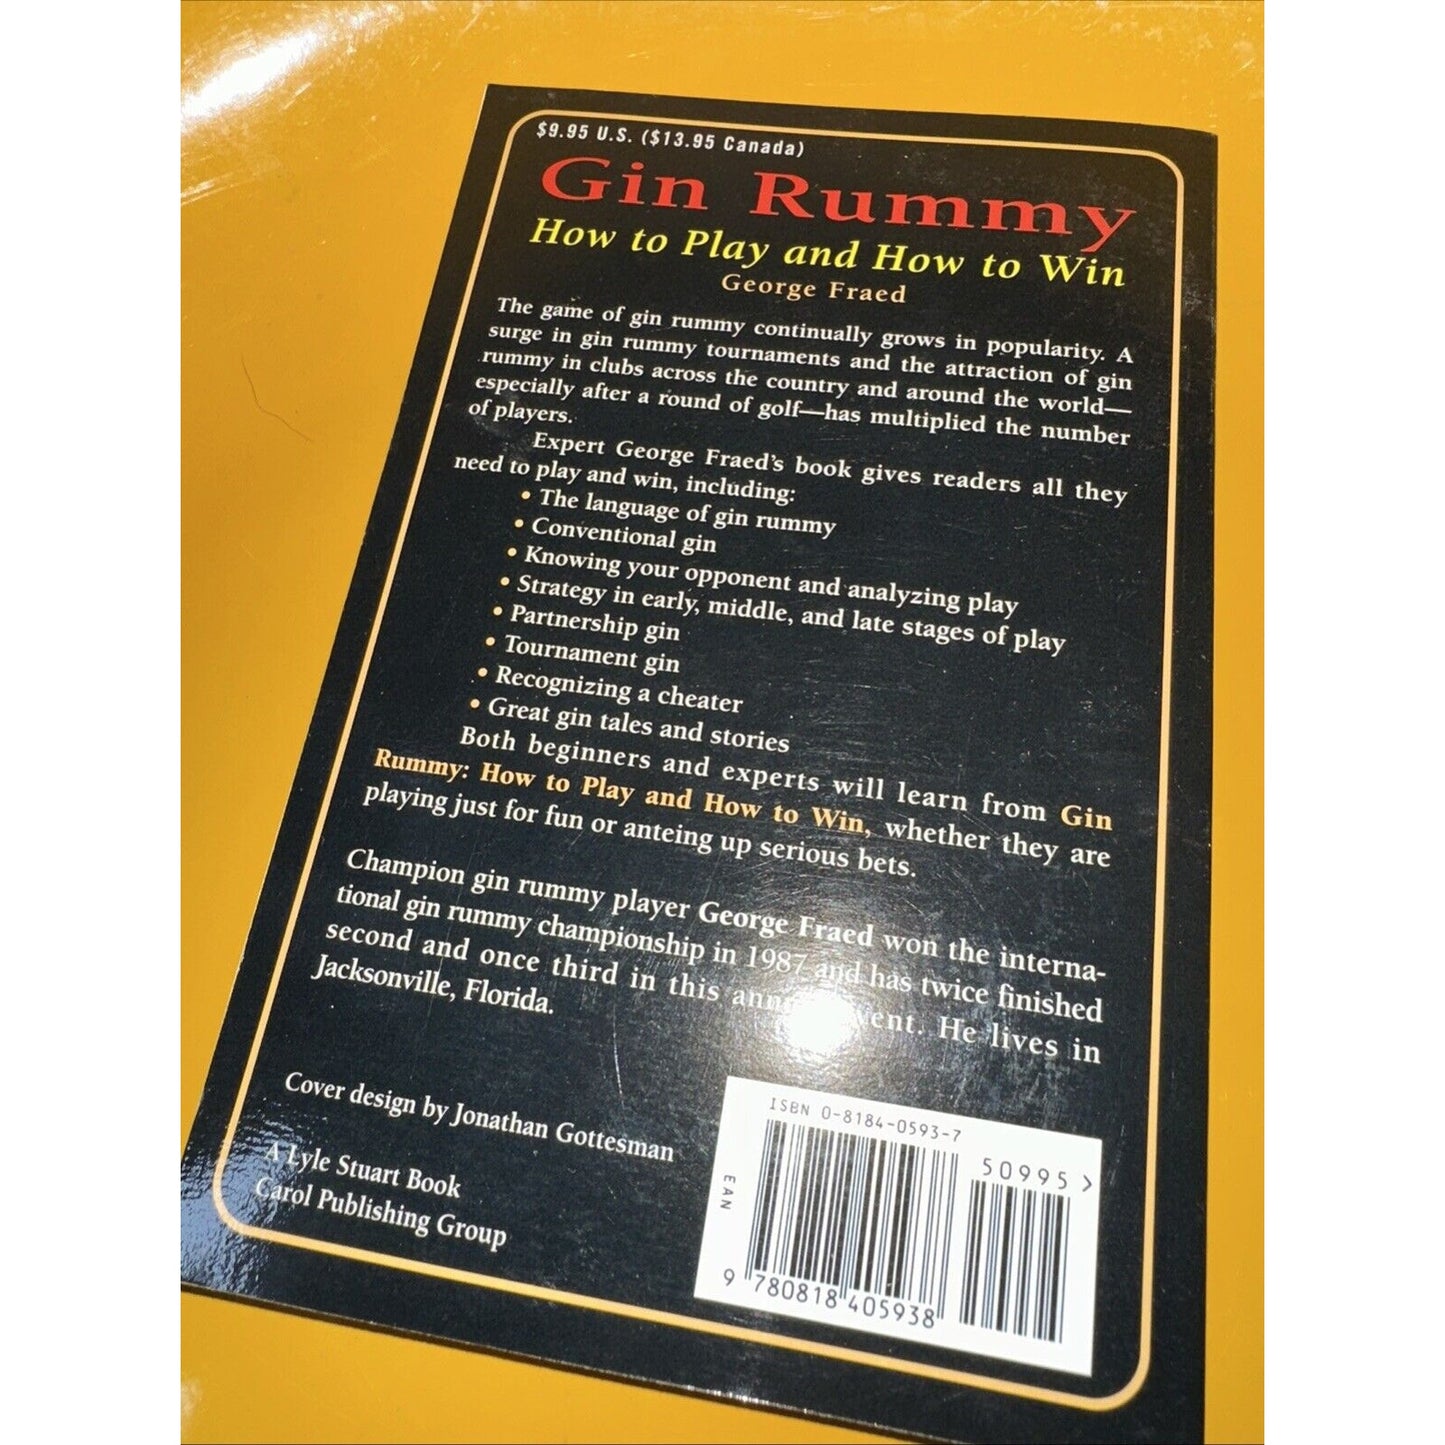 $9.95 U.S. ($13.95 Canada)
Gin Rummy
How to Play and How to Win
George Fraed
The game of gin rummy continually grows in popularity. A
surge in gin rummy tournaments and the attraction of gin
rummy in clubs across the country and around the world—
especially after a round of golf—has multiplied the number
of players.
Expert George Fraed's book gives readers all they
need to play and win, including:
• The language of gin rummy
• Conventional gin
• Knowing your opponent and analyzing play
• Strategy in early, middle, and late stages of play
• Partnership gin
• Tournament gin
• Recognizing a cheater
• Great gin tales and stories
Both beginners and experts will learn from Gin
Rummy: How to Play and How to Win, whether they are
playing just for fun or anteing up serious bets.
Champion gin rummy player George Fraed won the interna-
tional gin rummy championship in 1987 and has twice finished
second and once third in this He lives in
Jacksonville, Florida.
Cover design by Jonathan Gottesman
A Lyle Stuart Book
Carol Publishing Group
ISBN 0-8184-0593-7
50995>
EAN
9 780818 405938